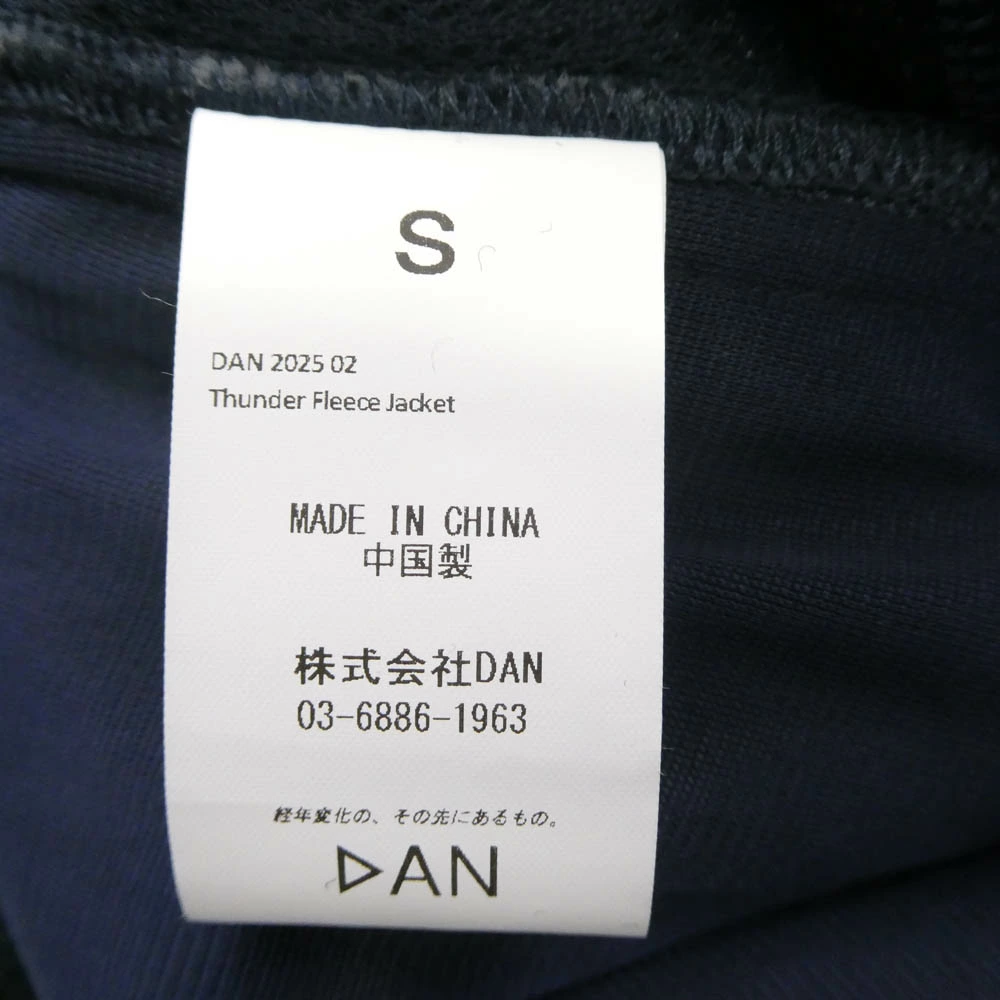 S
DAN 2025 02
Thunder Fleece Jacket
MADE IN CHINA
中国製
株式会社DAN
03-6886-1963
経年変化の、その先にあるもの。
DAN